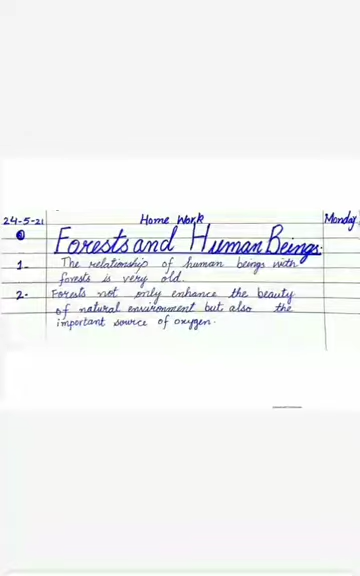 24-5-21 Home Work Monday
Forests and Human Beings.
1- The relationship of human beings with
forests is very old.
2- Forests not only enhance the beauty
of natural environment but also the
important source of oxygen.